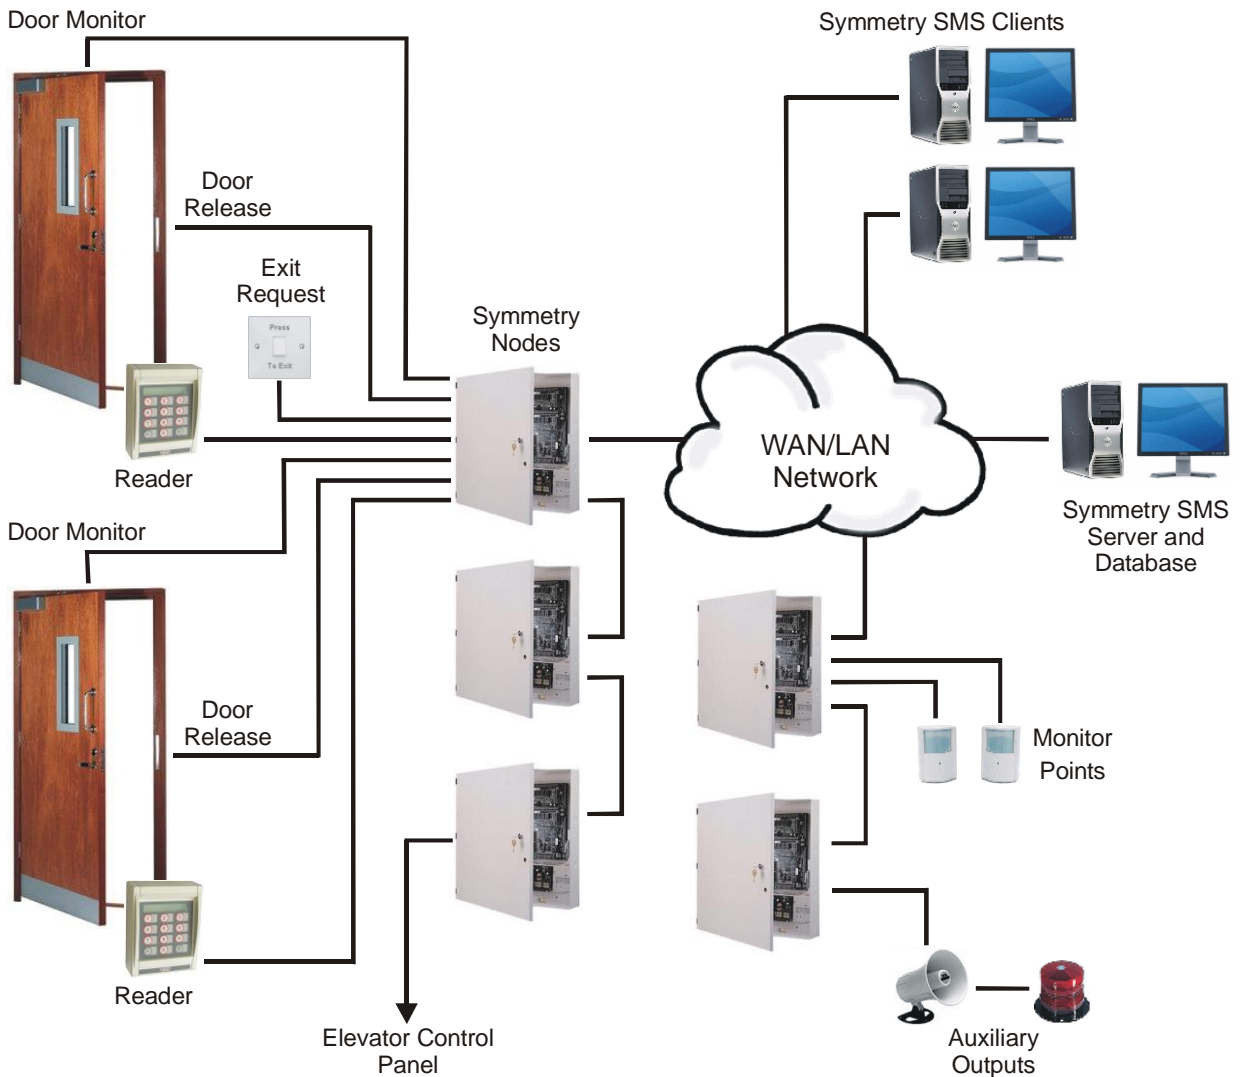 Door Monitor
Symmetry SMS Clients
Door
Release
Exit
Request
Press
To Exit
Symmetry
Nodes
WAN/LAN
Network
Reader
Symmetry SMS
Server and
Database
Door Monitor
Door
Release
Monitor
Points
Reader
Elevator Control
Panel
Auxiliary
Outputs